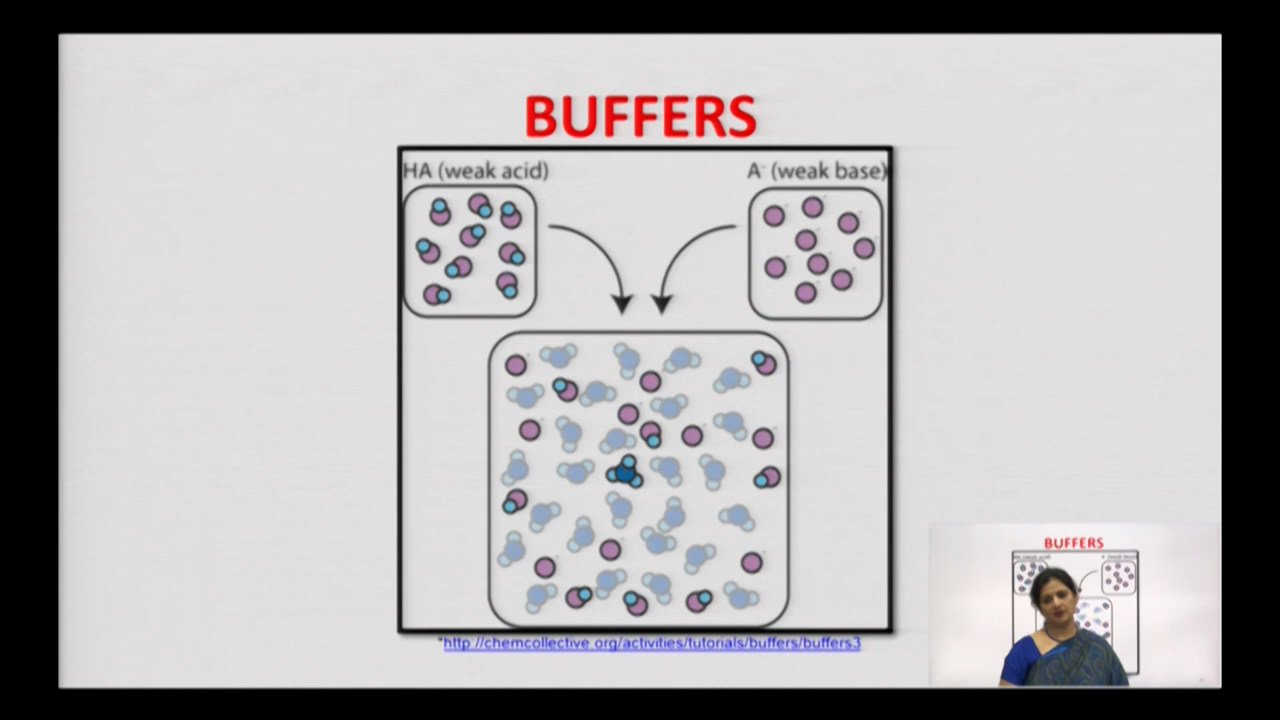 BUFFERS
HA (weak acid)
A⁻ (weak base)
*http://chemcollective.org/activities/tutorials/buffers/buffers3
BUFFERS